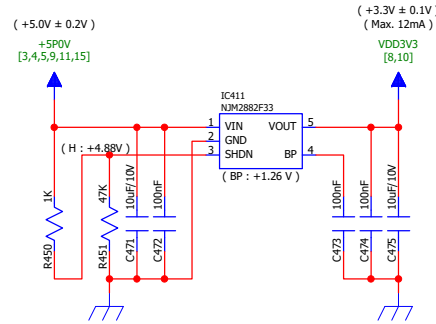 ( +5.0V ± 0.2V )
+5P0V
[3,4,5,9,11,15]
( +3.3V ± 0.1V )
( Max. 12mA )
VDD3V3
[8,10]
IC411
NJM2882F33
1 VIN VOUT 5
2 GND
3 SHDN BP 4
( H : +4.88V )
( BP : +1.26 V )
R450 1K
R451 47K
C471 10uF/10V
C472 100nF
C473 100nF
C474 100nF
C475 10uF/10V